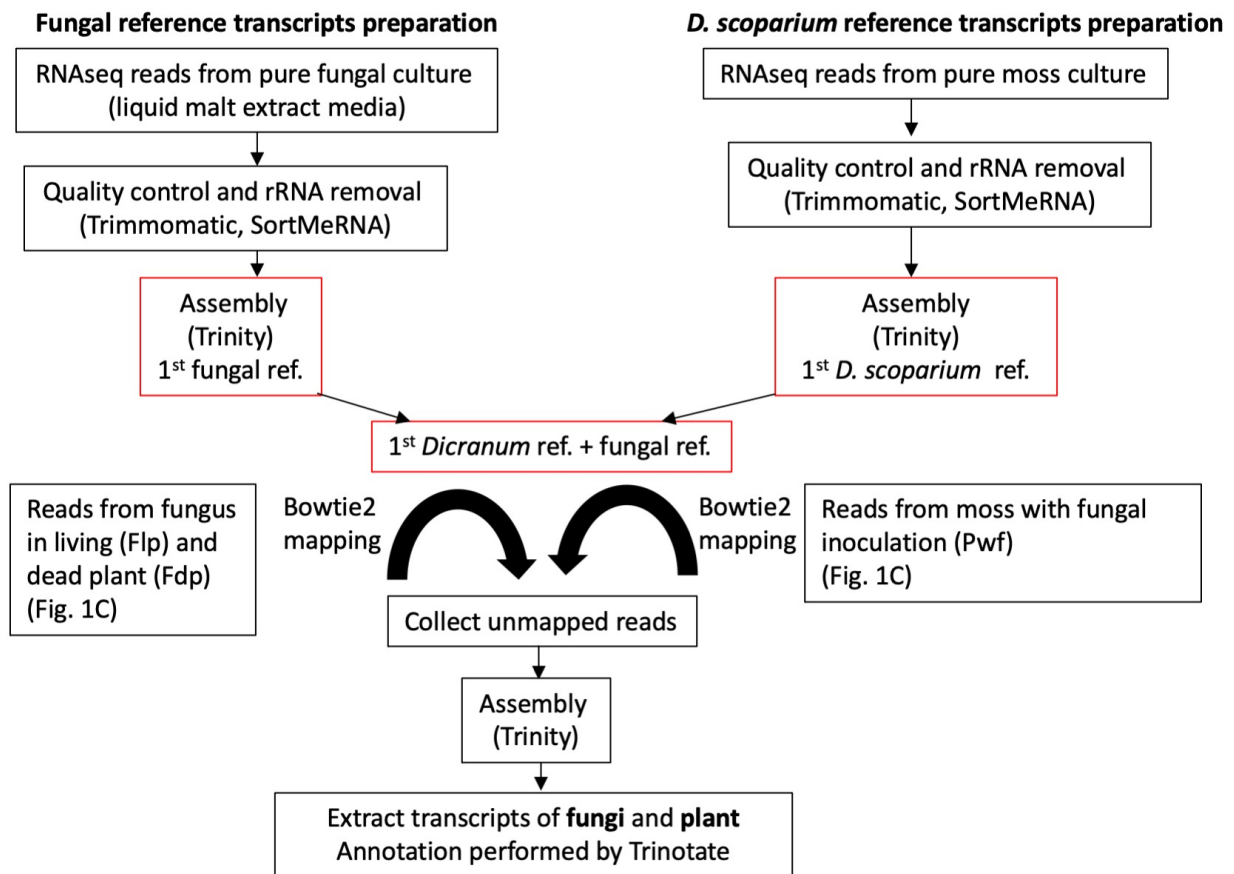 Fungal reference transcripts preparation
RNAseq reads from pure fungal culture
(liquid malt extract media)
Quality control and rRNA removal
(Trimmomatic, SortMeRNA)
Assembly
(Trinity)
1st fungal ref.
D. scoparium reference transcripts preparation
RNAseq reads from pure moss culture
Quality control and rRNA removal
(Trimmomatic, SortMeRNA)
Assembly
(Trinity)
1st D. scoparium ref.
1st Dicranum ref. + fungal ref.
Reads from fungus
in living (Flp) and
dead plant (Fdp)
(Fig. 1C)
Bowtie2
mapping
Bowtie2
mapping
Reads from moss with fungal
inoculation (Pwf)
(Fig. 1C)
Collect unmapped reads
Assembly
(Trinity)
Extract transcripts of fungi and plant
Annotation performed by Trinotate